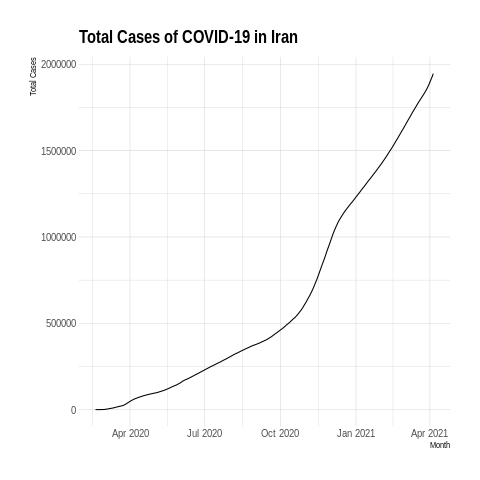 Total Cases of COVID-19 in Iran
Total Cases
2000000
1500000
1000000
500000
0
Apr 2020 Jul 2020 Oct 2020 Jan 2021 Apr 2021
Month